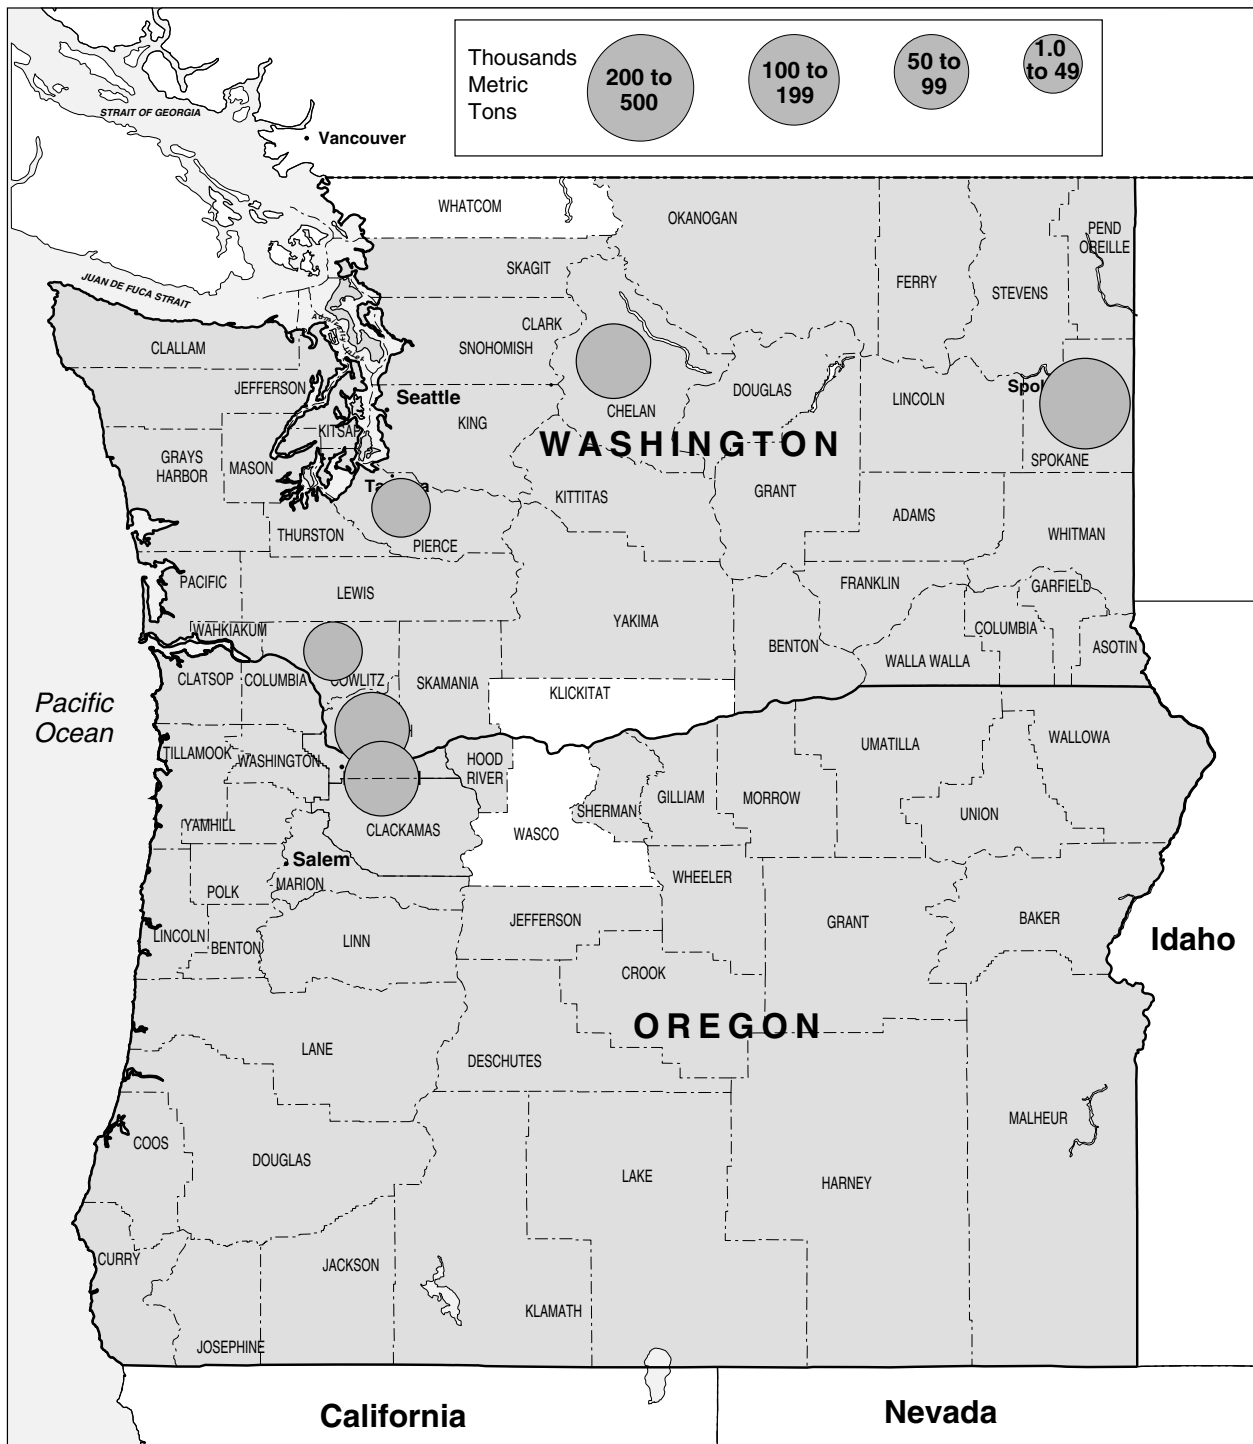 Thousands
Metric
Tons
200 to
500
100 to
199
50 to
99
1.0
to 49
STRAIT OF GEORGIA
Vancouver
WHATCOM
OKANOGAN
PEND
OREILLE
SKAGIT
JUAN DE FUCA STRAIT
FERRY
STEVENS
CLARK
SNOHOMISH
CLALLAM
JEFFERSON
Seattle
DOUGLAS
LINCOLN
Spok
CHELAN
KING
KITSAP
WASHINGTON
GRAYS
HARBOR
MASON
SPOKANE
Ta
a
KITTITAS
GRANT
ADAMS
THURSTON
PIERCE
WHITMAN
PACIFIC
LEWIS
FRANKLIN
GARFIELD
WAHKIAKUM
YAKIMA
COLUMBIA
BENTON
WALLA WALLA
ASOTIN
CLATSOP
COLUMBIA
COWLITZ
SKAMANIA
KLICKITAT
Pacific
Ocean
H
TILLAMOOK
WASHINGTON
HOOD
RIVER
UMATILLA
WALLOWA
SHERMAN
GILLIAM
MORROW
UNION
YAMHILL
CLACKAMAS
WASCO
Salem
MARION
POLK
WHEELER
LINCOLN
BENTON
LINN
JEFFERSON
GRANT
BAKER
Idaho
CROOK
OREGON
LANE
DESCHUTES
MALHEUR
COOS
DOUGLAS
LAKE
HARNEY
CURRY
JACKSON
KLAMATH
JOSEPHINE
California
Nevada